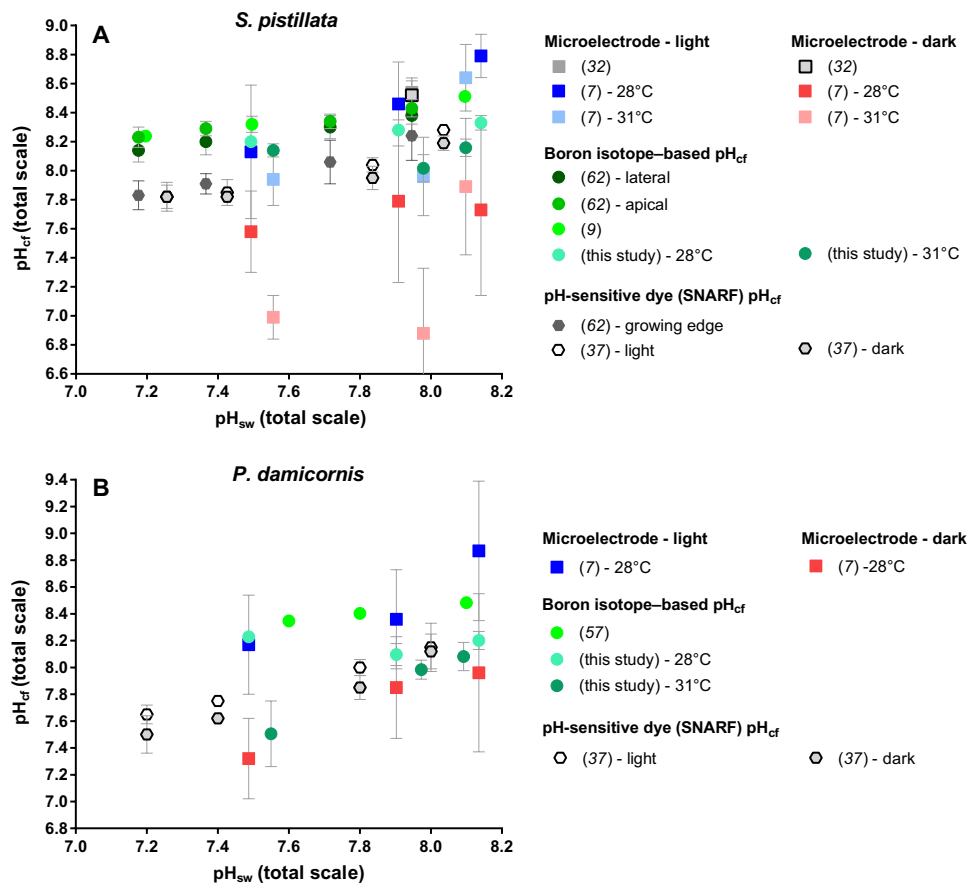 A
S. pistillata
pHcf (total scale)
9.0
8.8
8.6
8.4
8.2
8.0
7.8
7.6
7.4
7.2
7.0
6.8
6.6
7.0 7.2 7.4 7.6 7.8 8.0 8.2
pHsw (total scale)
Microelectrode - light
(32)
(7) - 28°C
(7) - 31°C
Microelectrode - dark
(32)
(7) - 28°C
(7) - 31°C
Boron isotope–based pHcf
(62) - lateral
(62) - apical
(9)
(this study) - 28°C
(this study) - 31°C
pH-sensitive dye (SNARF) pHcf
(62) - growing edge
(37) - light
(37) - dark
B
P. damicornis
pHcf (total scale)
9.4
9.2
9.0
8.8
8.6
8.4
8.2
8.0
7.8
7.6
7.4
7.2
7.0
6.8
7.0 7.2 7.4 7.6 7.8 8.0 8.2
pHsw (total scale)
Microelectrode - light
(7) - 28°C
Microelectrode - dark
(7) -28°C
Boron isotope–based pHcf
(57)
(this study) - 28°C
(this study) - 31°C
pH-sensitive dye (SNARF) pHcf
(37) - light
(37) - dark